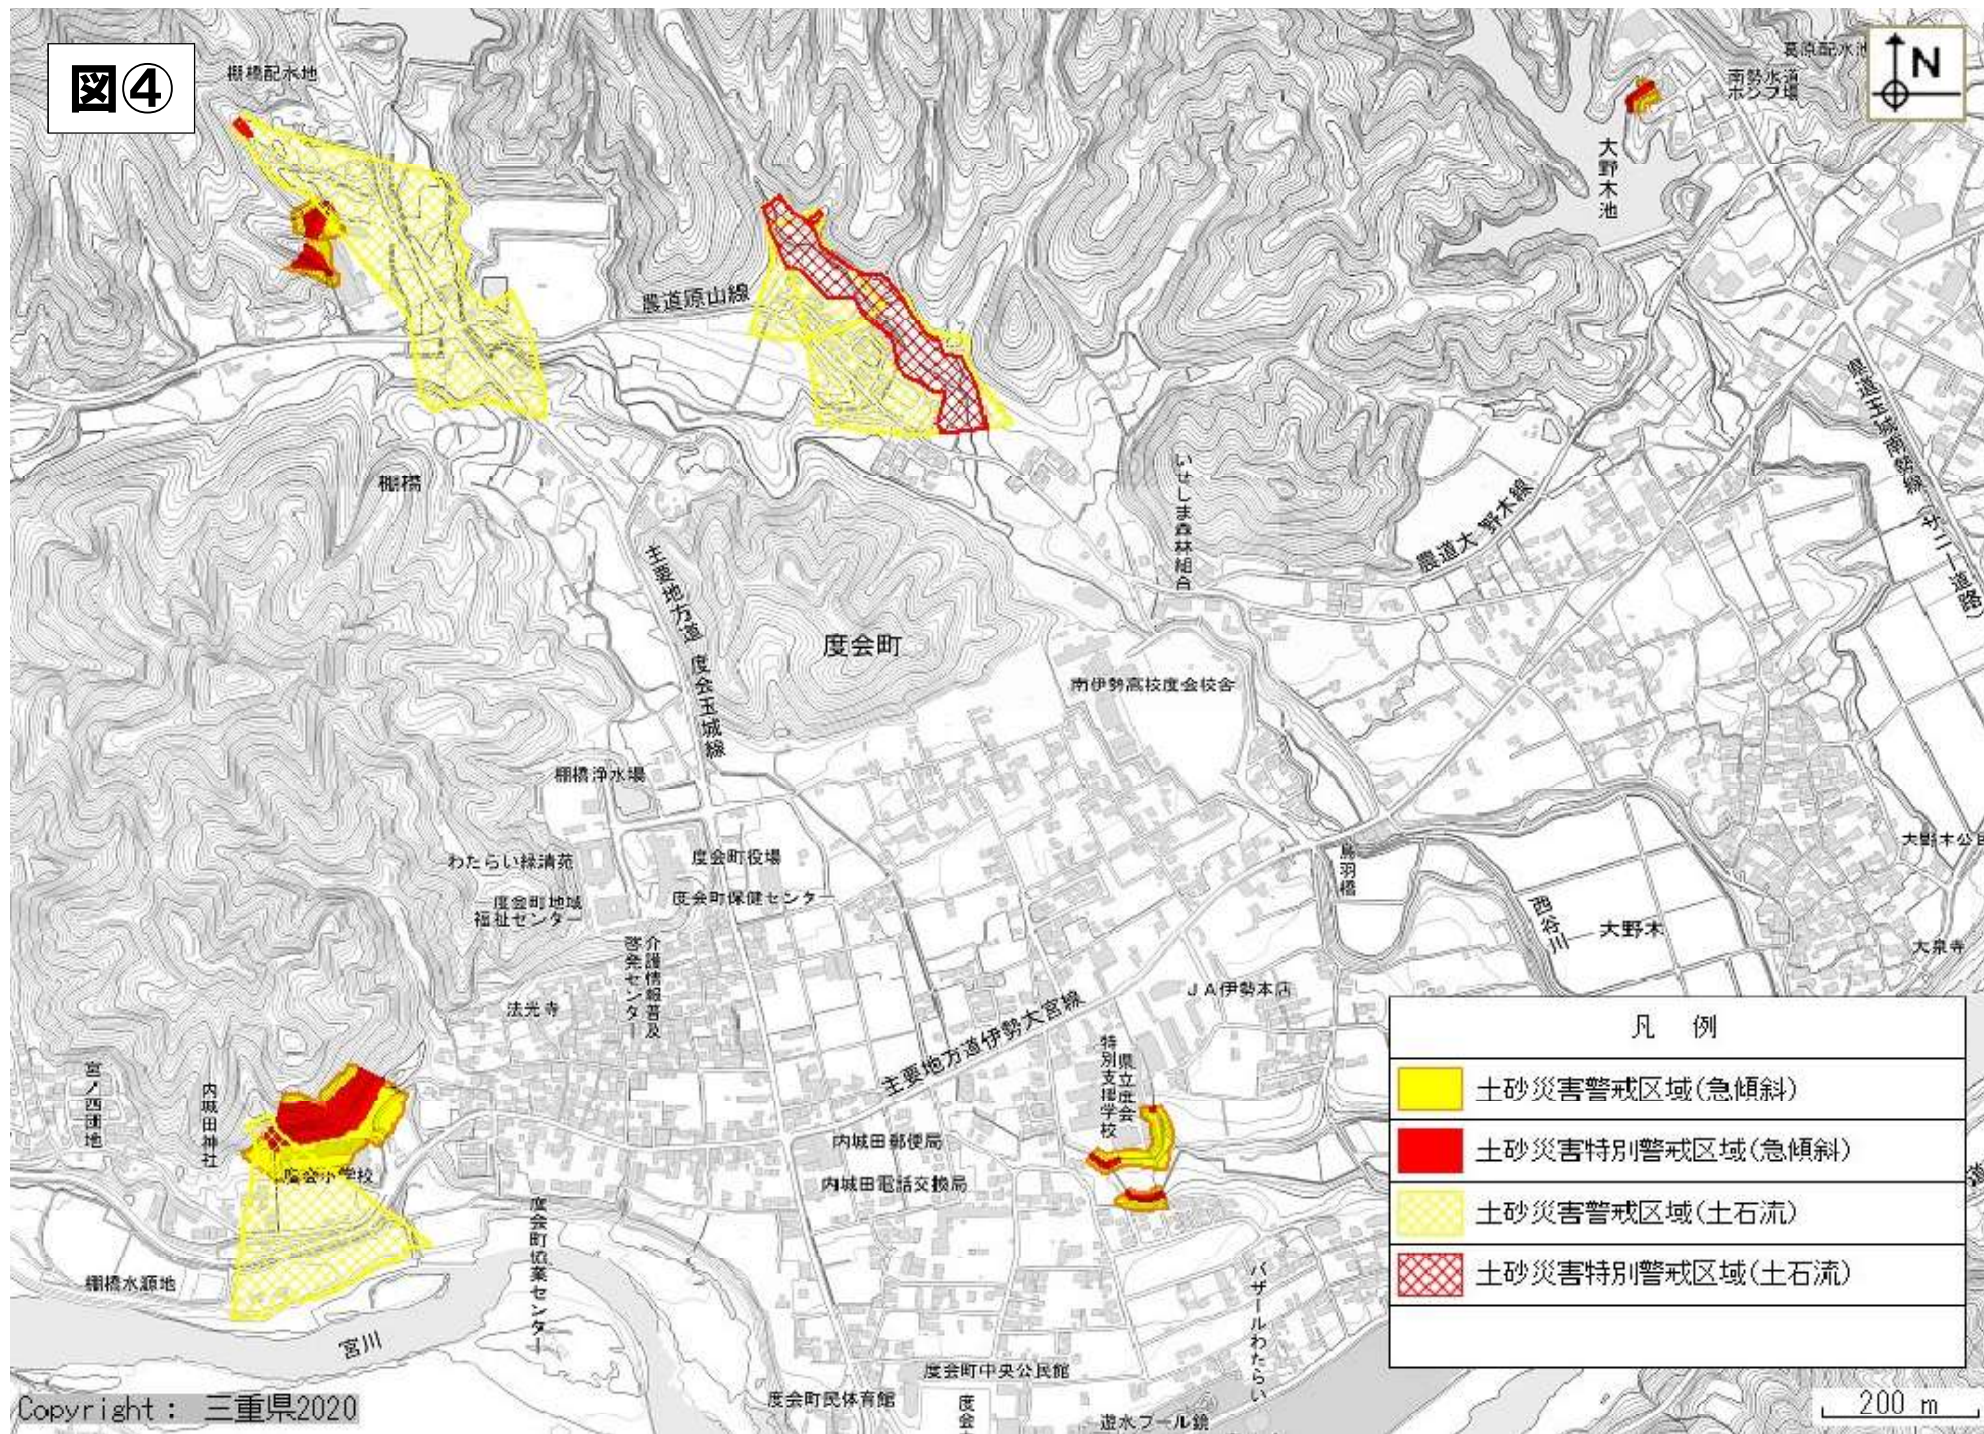 図④
棚橋配水地
葛原配水池
南勢水道
ポンプ場
N
大野木池
農道原山線
県道玉城南勢線(サニー道路)
棚橋
いせしま森林組合
農道大野木線
主要地方道 度会玉城線
度会町
南伊勢高校度会校舎
棚橋浄水場
わたらい緑清苑
度会町役場
度会町地域
福祉センター
度会町保健センター
鳥羽橋
大野木公民
西谷川
大野木
大泉寺
介護情報普及
啓発センター
法光寺
JA伊勢本店
主要地方道伊勢大宮線
県立度会
特別支援学校
宮ノ西団地
内城田神社
度会小学校
内城田郵便局
内城田電話交換局
度会町協業センター
棚橋水源地
宮川
バザールわたらい
度会町中央公民館
度会町民体育館
度会
遊水プール鏡
凡 例
土砂災害警戒区域(急傾斜)
土砂災害特別警戒区域(急傾斜)
土砂災害警戒区域(土石流)
土砂災害特別警戒区域(土石流)
Copyright： 三重県2020
200 m